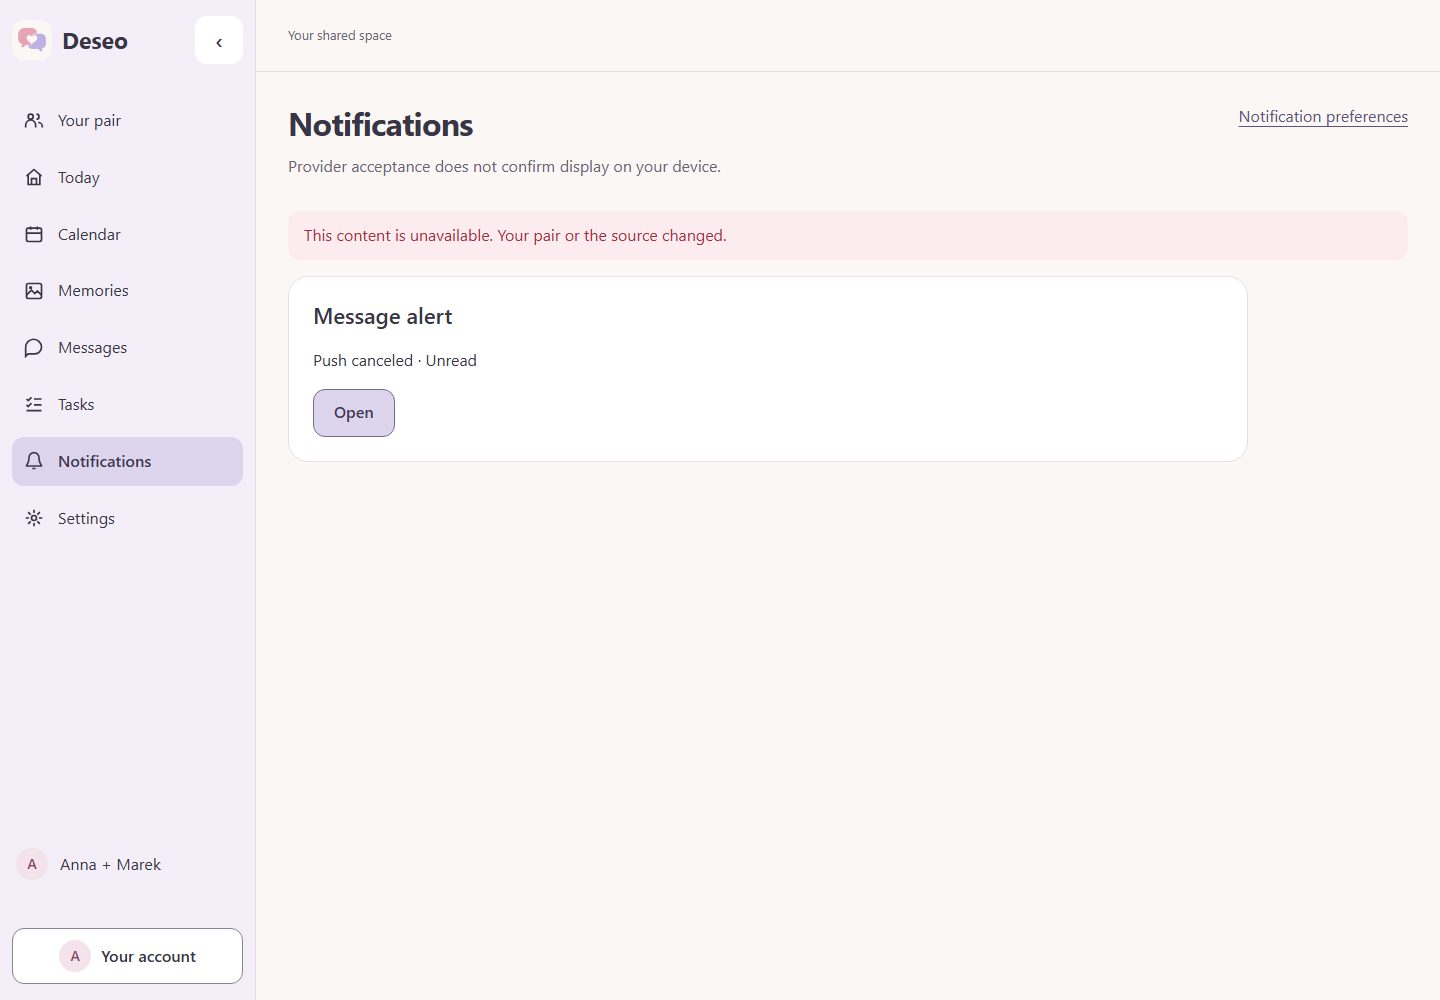 Deseo
‹
Your pair
Today
Calendar
Memories
Messages
Tasks
Notifications
Settings
A Anna + Marek
A Your account
Your shared space
Notifications
Notification preferences
Provider acceptance does not confirm display on your device.
This content is unavailable. Your pair or the source changed.
Message alert
Push canceled · Unread
Open